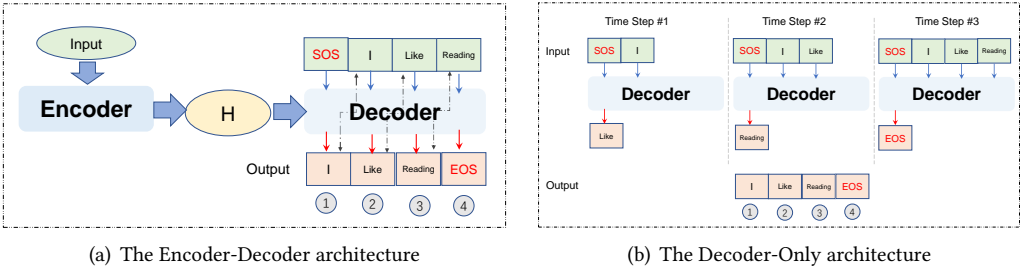 Input
Encoder
H
SOS I Like Reading
Decoder
Output
I Like Reading EOS
1 2 3 4
(a) The Encoder-Decoder architecture
Time Step #1 Time Step #2 Time Step #3
Input
SOS I SOS I Like SOS I Like Reading
Decoder Decoder Decoder
Like Reading EOS
Output
I Like Reading EOS
1 2 3 4
(b) The Decoder-Only architecture